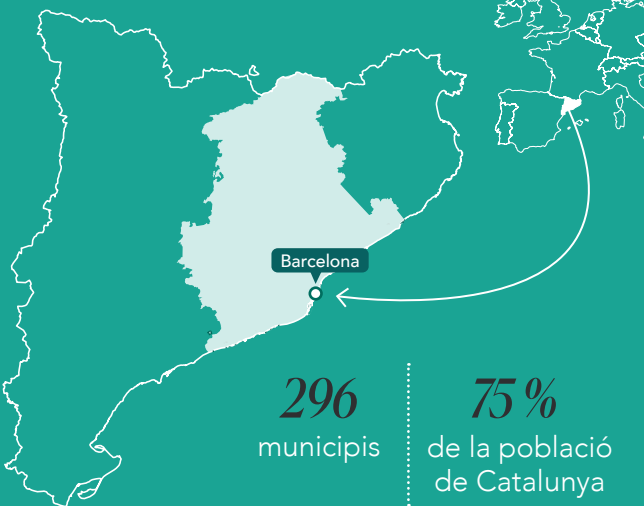 Barcelona
296
municipis
75 %
de la població
de Catalunya